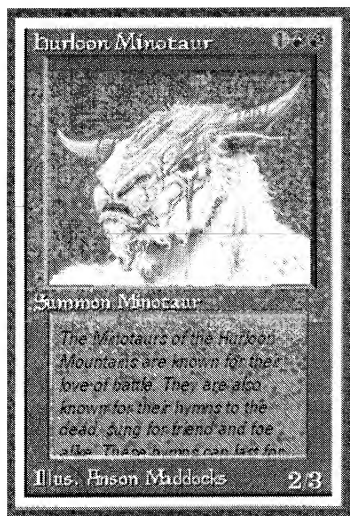 Hurloon Minotaur 1
Summon Minotaur
The Minotaurs of the Hurloon
Mountains are known for their
love of battle. They are also
known for their hymns to the
dead, sung for friend and foe
alike. These hymns can last for
Illus. Anson Maddocks 2/3